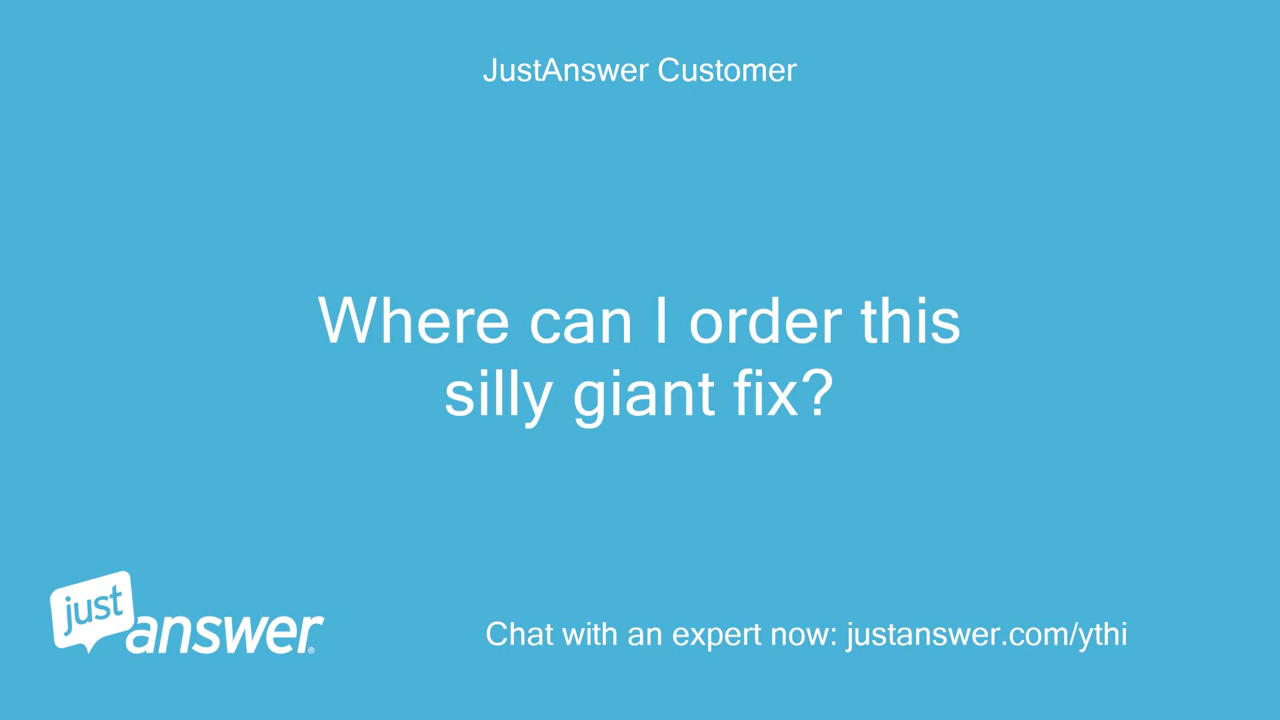 JustAnswer Customer
Where can I order this
silly giant fix?
just
answer®
Chat with an expert now: justanswer.com/ythi